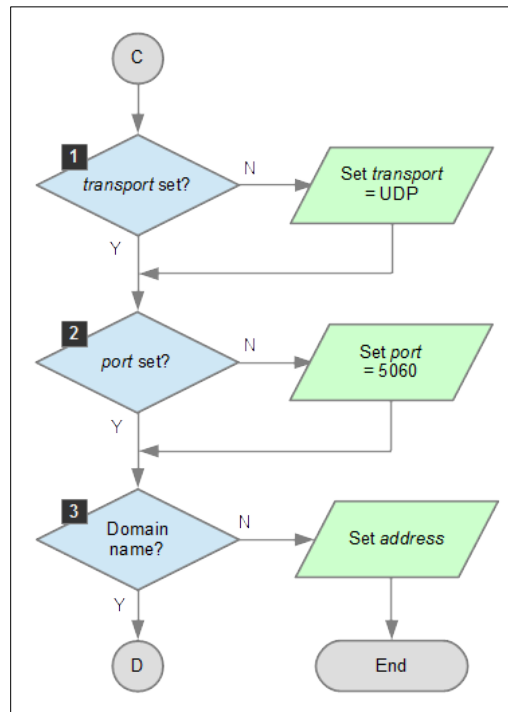 C
1
transport set?
N
Set transport
= UDP
Y
2
port set?
N
Set port
= 5060
Y
3
Domain
name?
N
Set address
Y
D
End